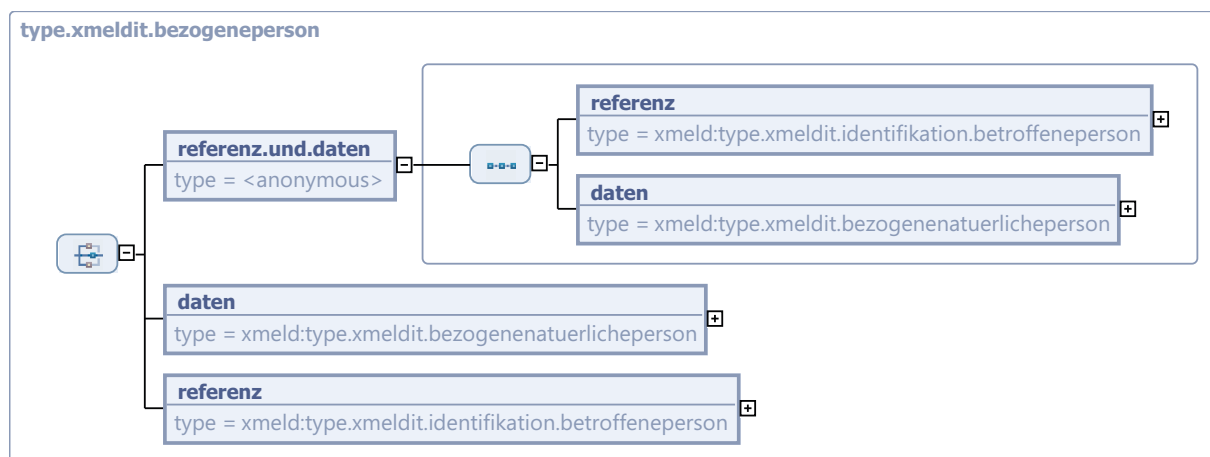 type.xmeldit.bezogeneperson
referenz.und.daten
type = <anonymous>
referenz
type = xmeld:type.xmeldit.identifikation.betroffeneperson
daten
type = xmeld:type.xmeldit.bezogenenatuerlicheperson
daten
type = xmeld:type.xmeldit.bezogenenatuerlicheperson
referenz
type = xmeld:type.xmeldit.identifikation.betroffeneperson